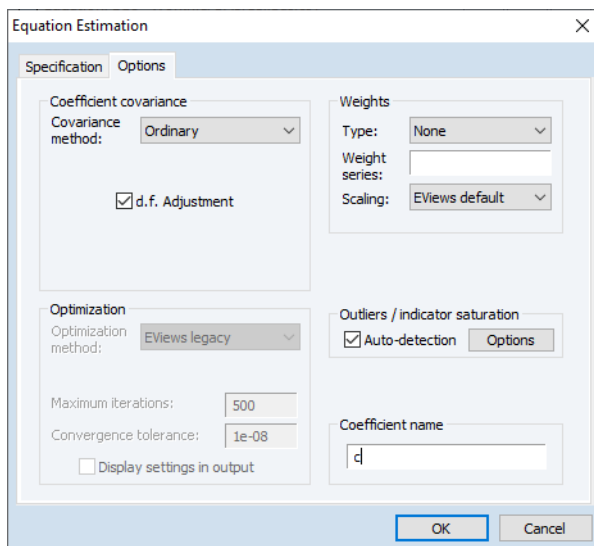 Equation Estimation
Specification
Options
Coefficient covariance
Covariance
method:
Ordinary
d.f. Adjustment
Weights
Type:
None
Weight
series:
Scaling:
EViews default
Optimization
Optimization
method:
EViews legacy
Maximum iterations:
500
Convergence tolerance:
1e-08
Display settings in output
Outliers / indicator saturation
Auto-detection
Options
Coefficient name
c
OK
Cancel